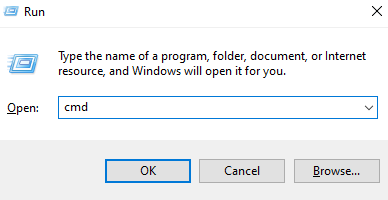 Run
Type the name of a program, folder, document, or Internet
resource, and Windows will open it for you.
Open: cmd
OK Cancel Browse...